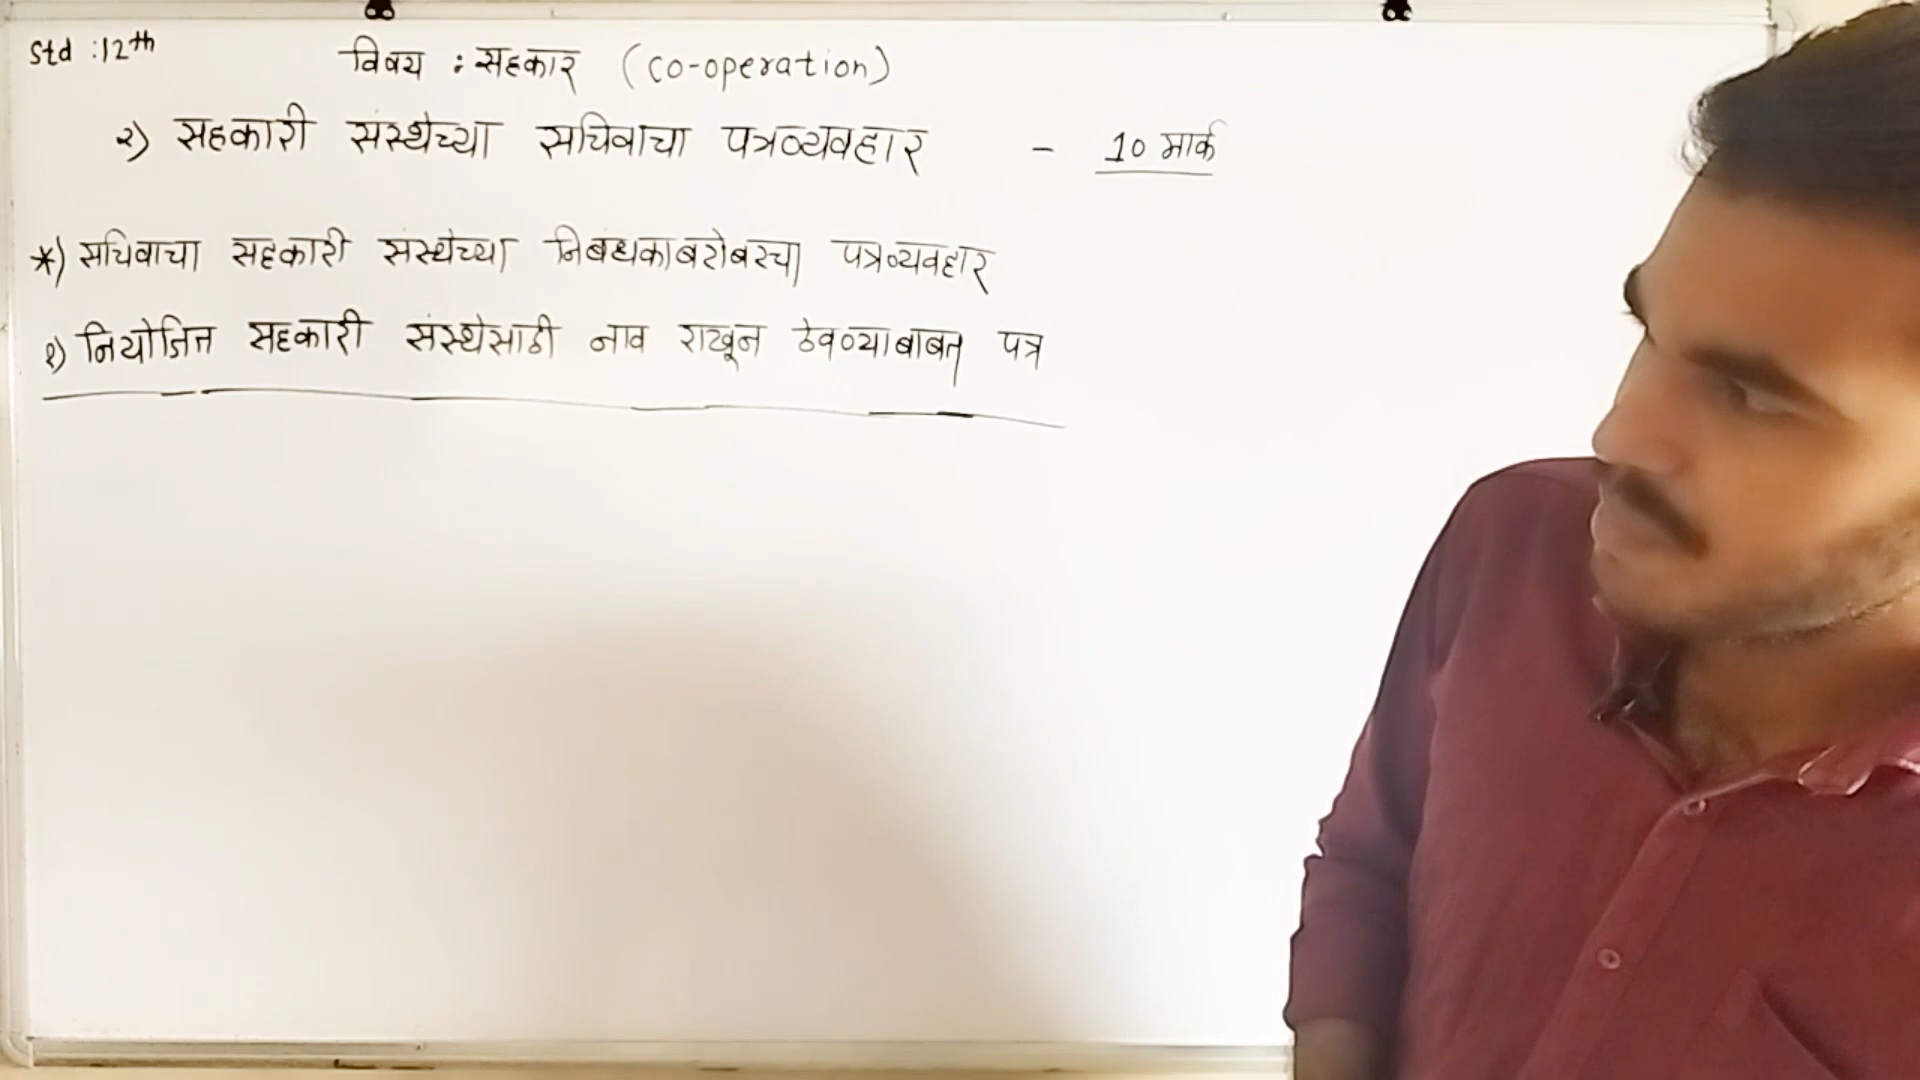 Std : 12th
विषय : सहकार (co-operation)
२) सहकारी संस्थेच्या सचिवाचा पत्रव्यवहार - 10 मार्क
*) सचिवाचा सहकारी संस्थेच्या निबंधकाबरोबरचा पत्रव्यवहार
१) नियोजित सहकारी संस्थेसाठी नाव राखून ठेवण्याबाबत पत्र